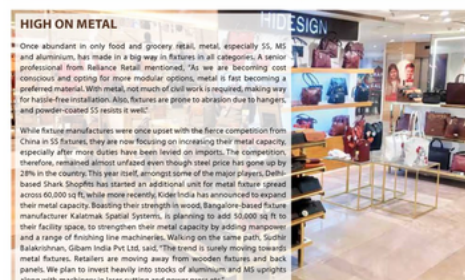 HIGH ON METAL
HIDESIGN
Once abundant in only food and grocery retail, metal, especially SS, MS
and aluminium, has made in a big way in fixtures in all categories. A senior
professional from Reliance Retail mentioned, "As we are becoming cost
conscious and opting for more modular options, metal is fast becoming a
preferred material. With metal, not much of civil work is required, making way
for hassle-free installation. Also, fixtures are prone to abrasion due to hangers,
and powder-coated SS resists it well."
While fixture manufacturers were once upset with the fierce competition from
China in SS fixtures, they are now focusing on increasing their metal capacity,
especially after more duties have been levied on imports. The competition,
therefore, remained almost unfazed even though steel price has gone up by
28% in the country. This year itself, amongst some of the major players, Delhi-
based Shark Shopfits has started an additional unit for metal fixture spread
across 60,000 sq ft, while more recently, Kider India has announced to expand
their metal capacity. Boasting their strength in wood, Bangalore-based fixture
manufacturer Kalatmak Spatial Systems, is planning to add 50,000 sq ft to
their facility space, to strengthen their metal capacity by adding manpower
and a range of finishing line machineries. Walking on the same path, Sudhir
Balakrishnan, Gibam India Pvt Ltd, said, "The trend is surely moving towards
metal fixtures. Retailers are moving away from wooden fixtures and back
panels. We plan to invest heavily into stocks of aluminium and MS uprights